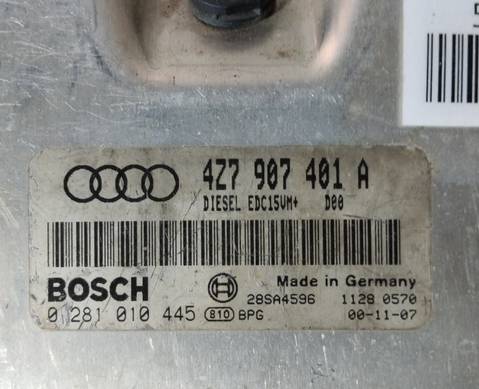 4Z7 907 401 A
DIESEL EDC15VM+ D00
BOSCH
Made in Germany
28SA4596 1128 0570
0 281 010 445 810 BPG 00-11-07